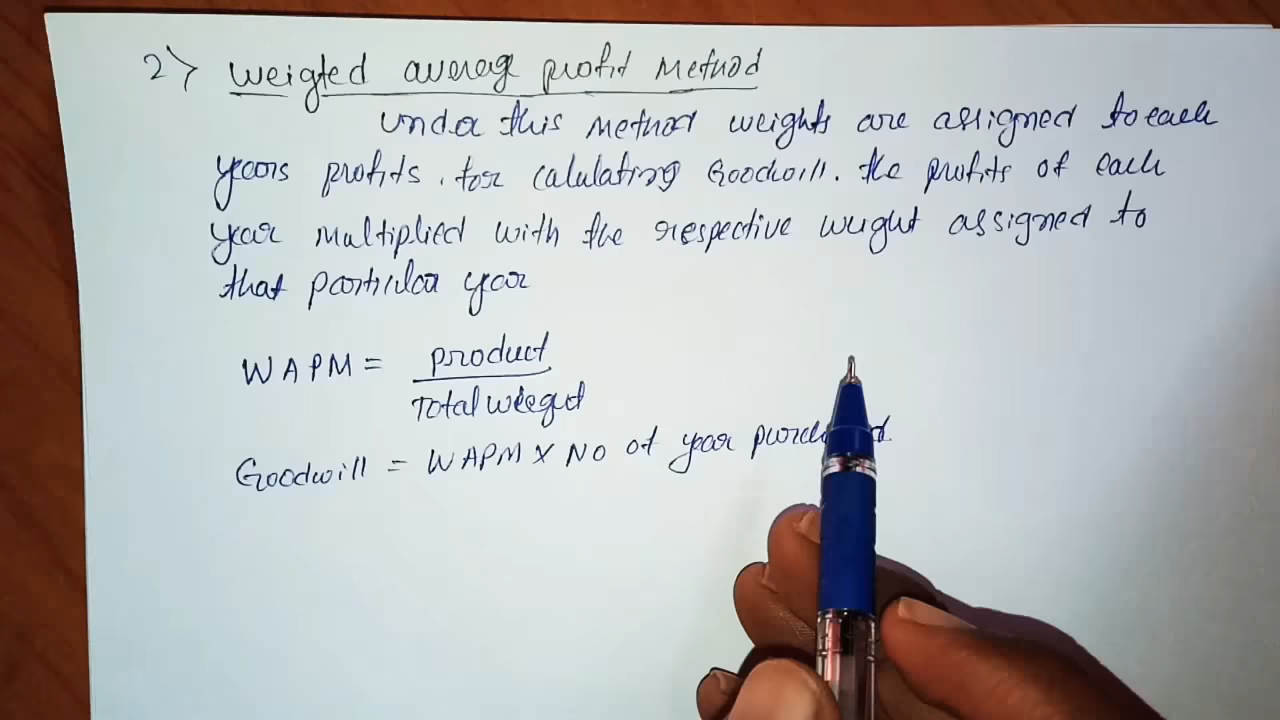 2) weigted average profit Method
under this method weights are assigned to each
years profits. for calulating Goodwill. the profits of each
year multiplied with the respective weight assigned to
that particular year
WAPM = product
Total weegut
Goodwill = WAPM x No of year